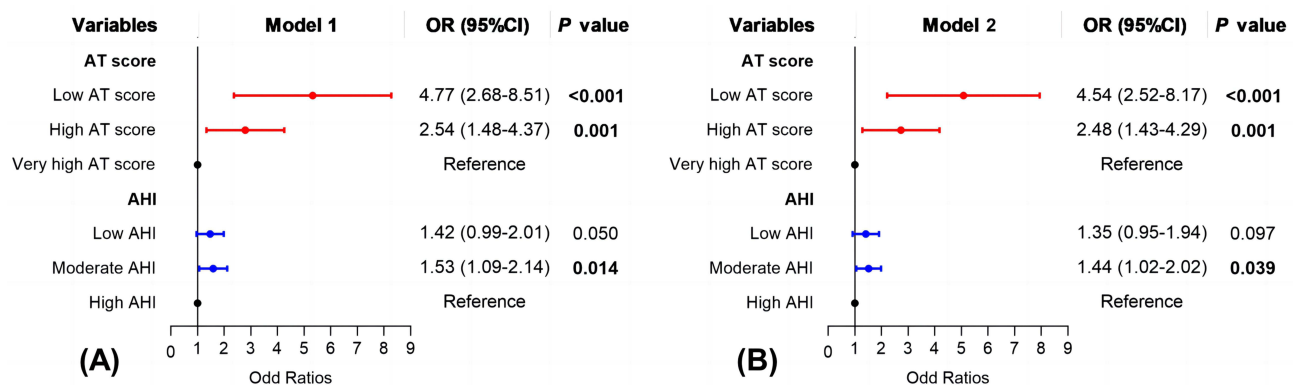 Variables Model 1 OR (95%CI) P value
AT score
Low AT score 4.77 (2.68-8.51) <0.001
High AT score 2.54 (1.48-4.37) 0.001
Very high AT score Reference
AHI
Low AHI 1.42 (0.99-2.01) 0.050
Moderate AHI 1.53 (1.09-2.14) 0.014
High AHI Reference
0 1 2 3 4 5 6 7 8 9
(A) Odd Ratios
Variables Model 2 OR (95%CI) P value
AT score
Low AT score 4.54 (2.52-8.17) <0.001
High AT score 2.48 (1.43-4.29) 0.001
Very high AT score Reference
AHI
Low AHI 1.35 (0.95-1.94) 0.097
Moderate AHI 1.44 (1.02-2.02) 0.039
High AHI Reference
0 1 2 3 4 5 6 7 8 9
(B) Odd Ratios